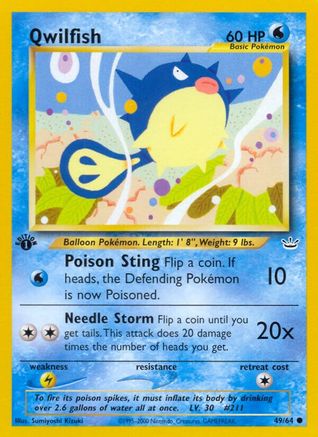 Qwilfish 60 HP
Basic Pokémon
EDITION
1
Balloon Pokémon. Length: 1' 8", Weight: 9 lbs.
Poison Sting Flip a coin. If
heads, the Defending Pokémon
is now Poisoned.
10
Needle Storm Flip a coin until you
get tails. This attack does 20 damage
times the number of heads you get.
20x
weakness resistance retreat cost
To fire its poison spikes, it must inflate its body by drinking
over 2.6 gallons of water all at once. LV. 30 #211
Illus. Sumiyoshi Kizuki ©1995-2000 Nintendo, Creatures, GAMEFREAK. 49/64